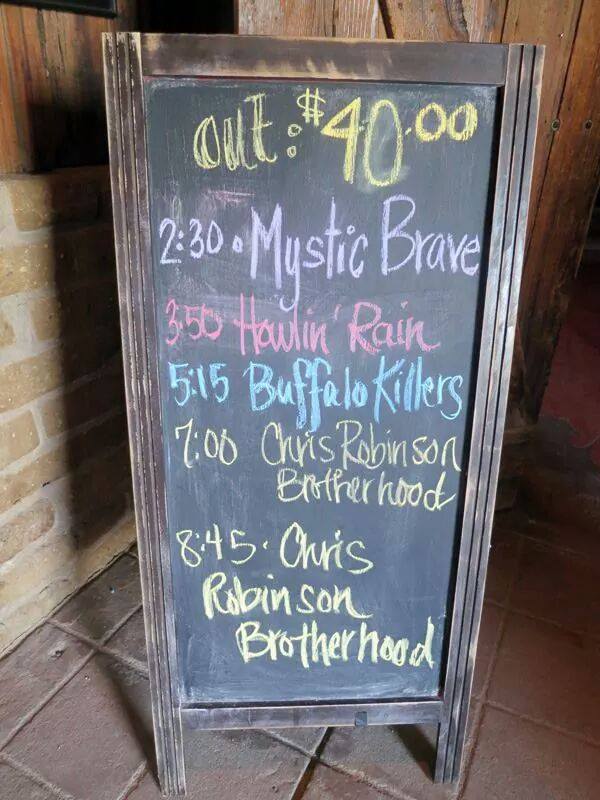 out: $40.00
2:30 • Mystic Brave
3:50 Howlin' Rain
5:15 Buffalo Killers
7:00 Chris Robinson
Brotherhood
8:45 • Chris
Robinson
Brotherhood